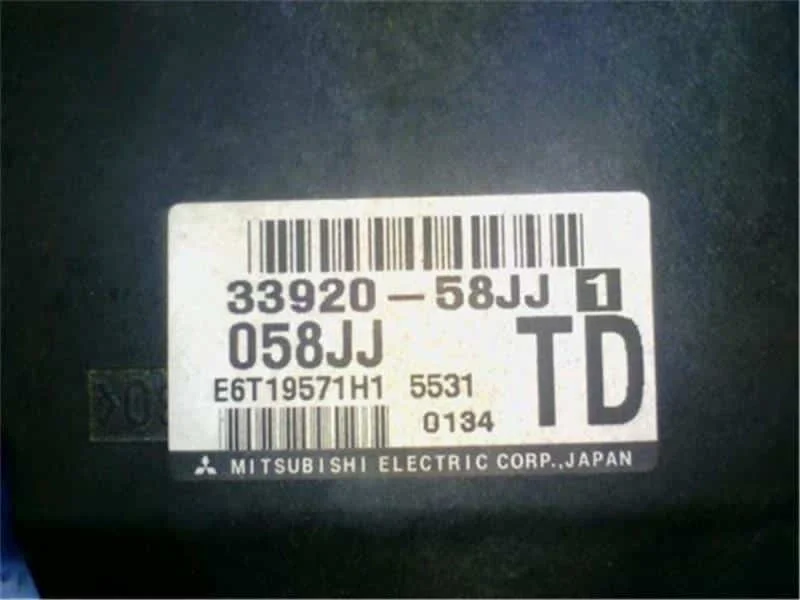 33920-58JJ 1
058JJ TD
E6T19571H1 5531
0134
MITSUBISHI ELECTRIC CORP.,JAPAN